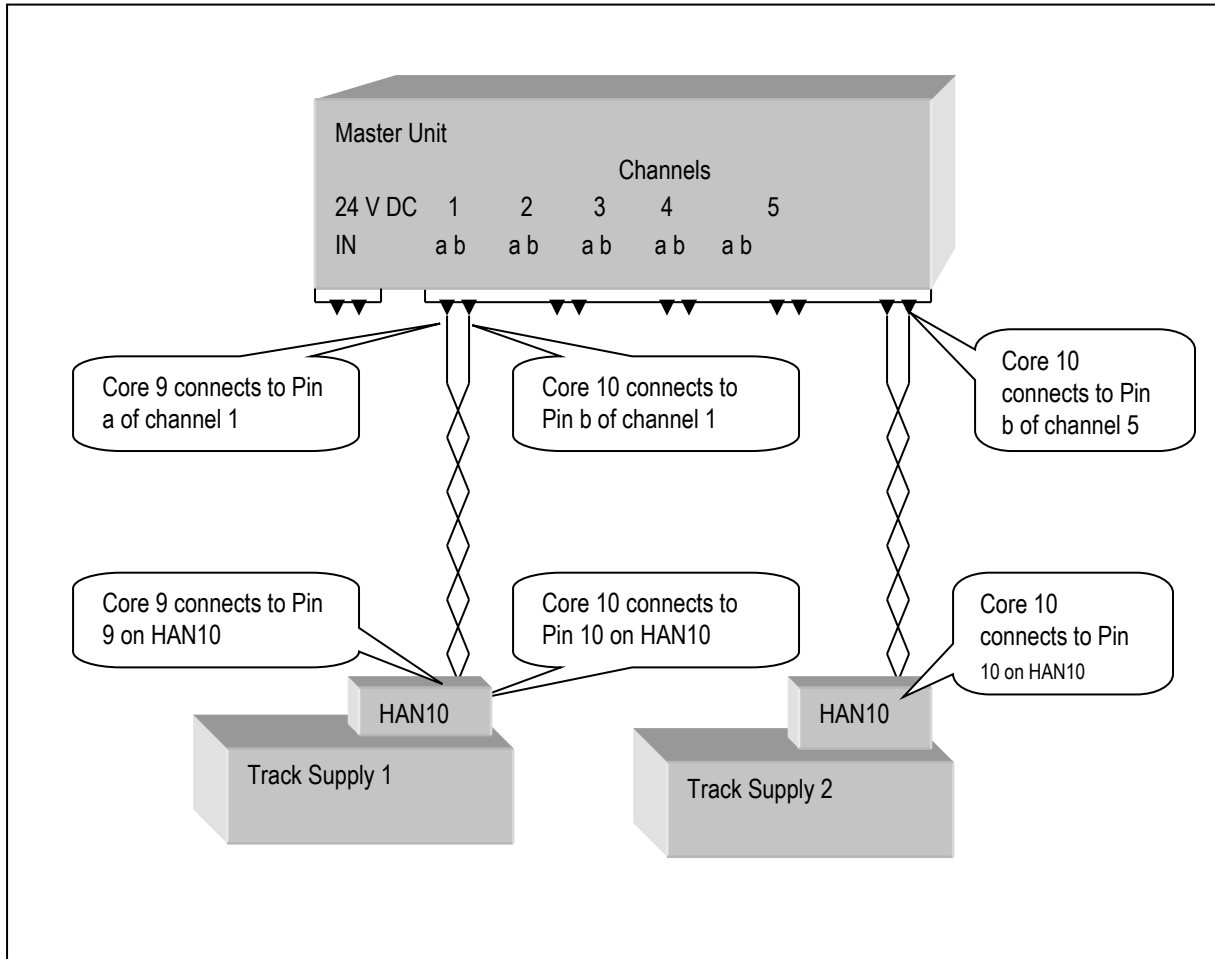 Master Unit
Channels
24 V DC 1 2 3 4 5
IN a b a b a b a b a b
Core 9 connects to Pin
a of channel 1
Core 10 connects to
Pin b of channel 1
Core 10
connects to Pin
b of channel 5
Core 9 connects to Pin
9 on HAN10
Core 10 connects to
Pin 10 on HAN10
Core 10
connects to Pin
10 on HAN10
HAN10
HAN10
Track Supply 1
Track Supply 2